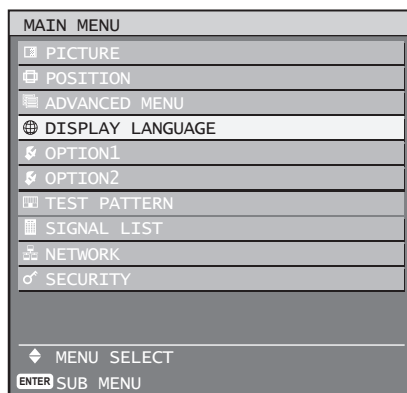 MAIN MENU
PICTURE
POSITION
ADVANCED MENU
DISPLAY LANGUAGE
OPTION1
OPTION2
TEST PATTERN
SIGNAL LIST
NETWORK
SECURITY
MENU SELECT
ENTER SUB MENU